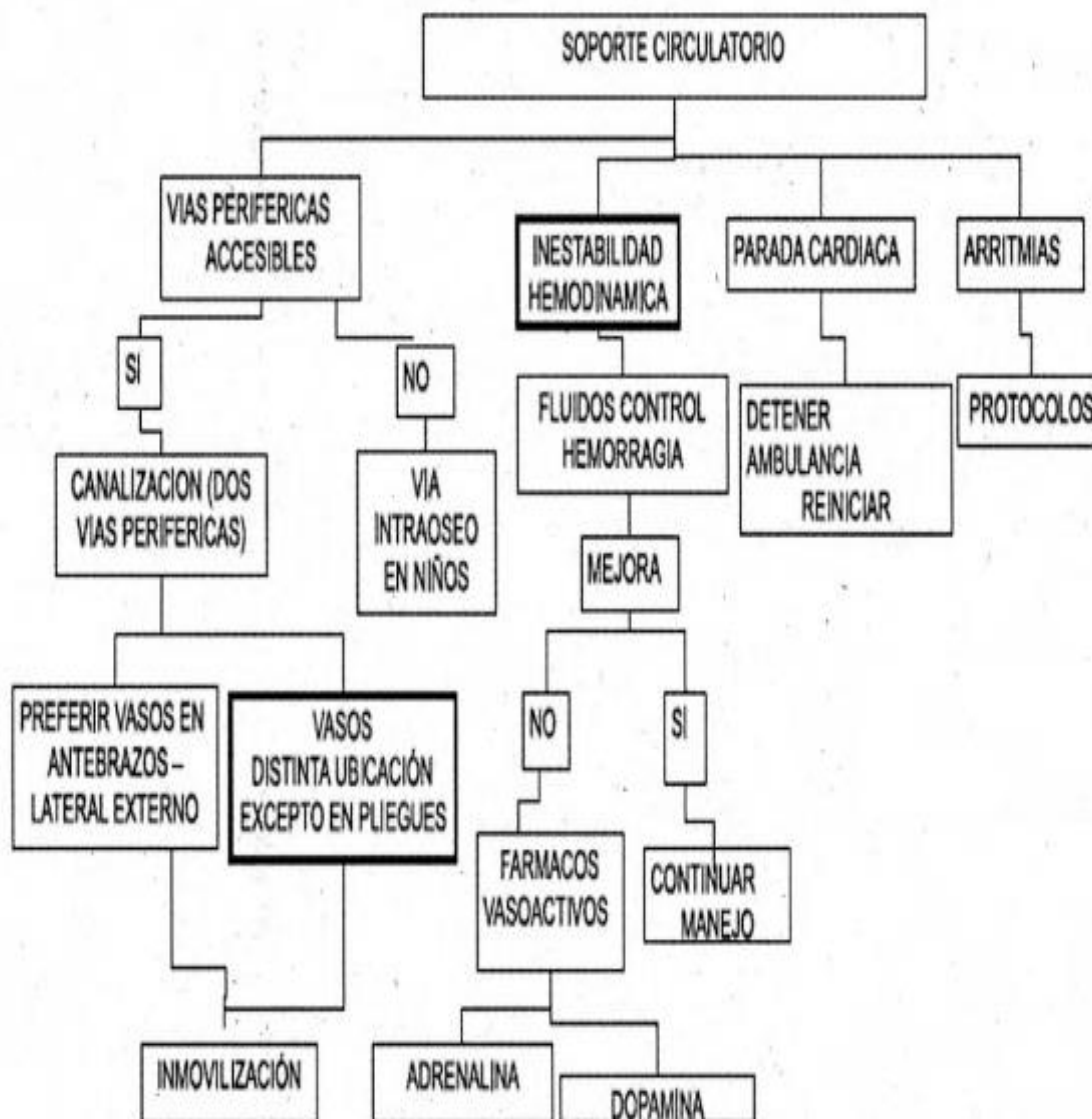 SOPORTE CIRCULATORIO
VIAS PERIFERICAS
ACCESIBLES
INESTABILIDAD
HEMODINAMICA
PARADA CARDIACA
ARRITMIAS
SI
NO
FLUIDOS CONTROL
HEMORRAGIA
DETENER
AMBULANCIA
REINICIAR
PROTOCOLOS
CANALIZACION (DOS
VIAS PERIFERICAS)
VIA
INTRAOSEO
EN NIÑOS
MEJORA
PREFERIR VASOS EN
ANTEBRAZOS –
LATERAL EXTERNO
VASOS
DISTINTA UBICACIÓN
EXCEPTO EN PLIEGUES
NO
SI
FARMACOS
VASOACTIVOS
CONTINUAR
MANEJO
INMOVILIZACIÓN
ADRENALINA
DOPAMINA